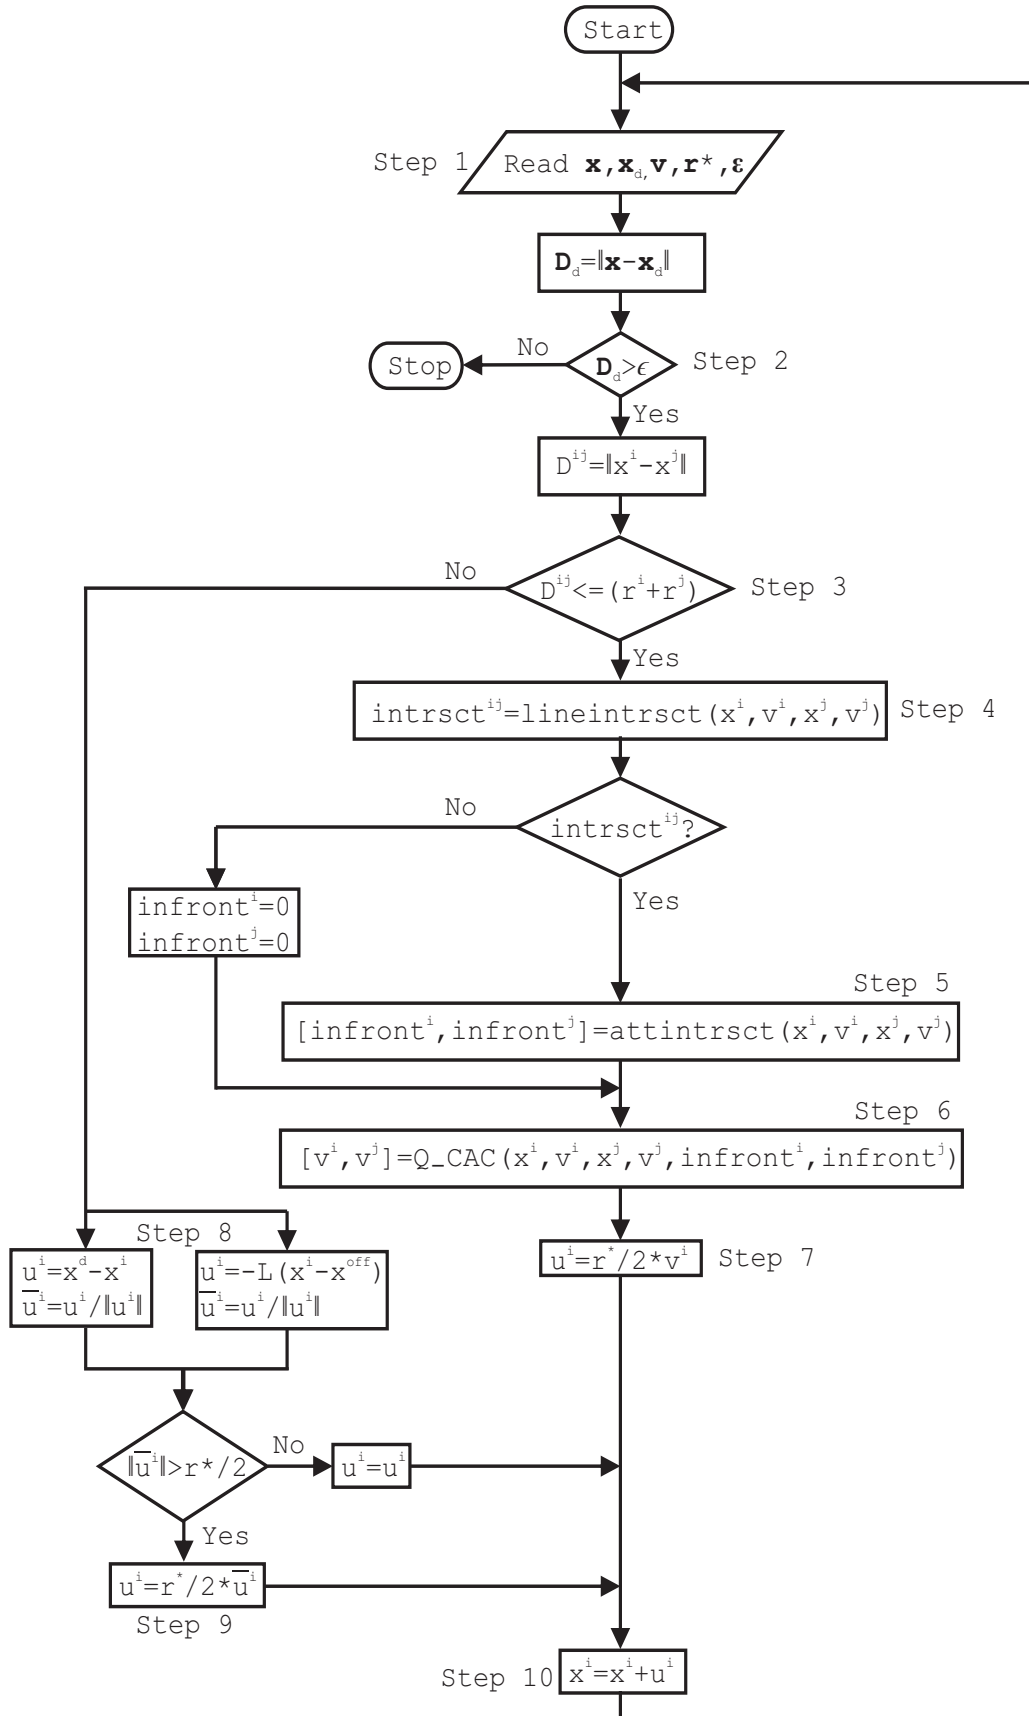 Start
Step 1
Read x,x_d,v,r*,ε
D_d=‖x-x_d‖
No
Stop
D_d>ϵ
Step 2
Yes
D^ij=‖x^i-x^j‖
No
D^ij<=(r^i+r^j)
Step 3
Yes
intrsct^ij=lineintrsct(x^i,v^i,x^j,v^j)
Step 4
No
intrsct^ij?
infront^i=0
infront^j=0
Yes
Step 5
[infront^i,infront^j]=attintrsct(x^i,v^i,x^j,v^j)
Step 6
[v^i,v^j]=Q_CAC(x^i,v^i,x^j,v^j,infront^i,infront^j)
Step 8
u^i=x^d-x^i
u̅^i=u^i/‖u^i‖
u^i=-L(x^i-x^off)
u̅^i=u^i/‖u^i‖
u^i=r^*/2*v^i
Step 7
‖u̅^i‖>r*/2
No
u^i=u^i
Yes
u^i=r^*/2*u̅^i
Step 9
Step 10
x^i=x^i+u^i